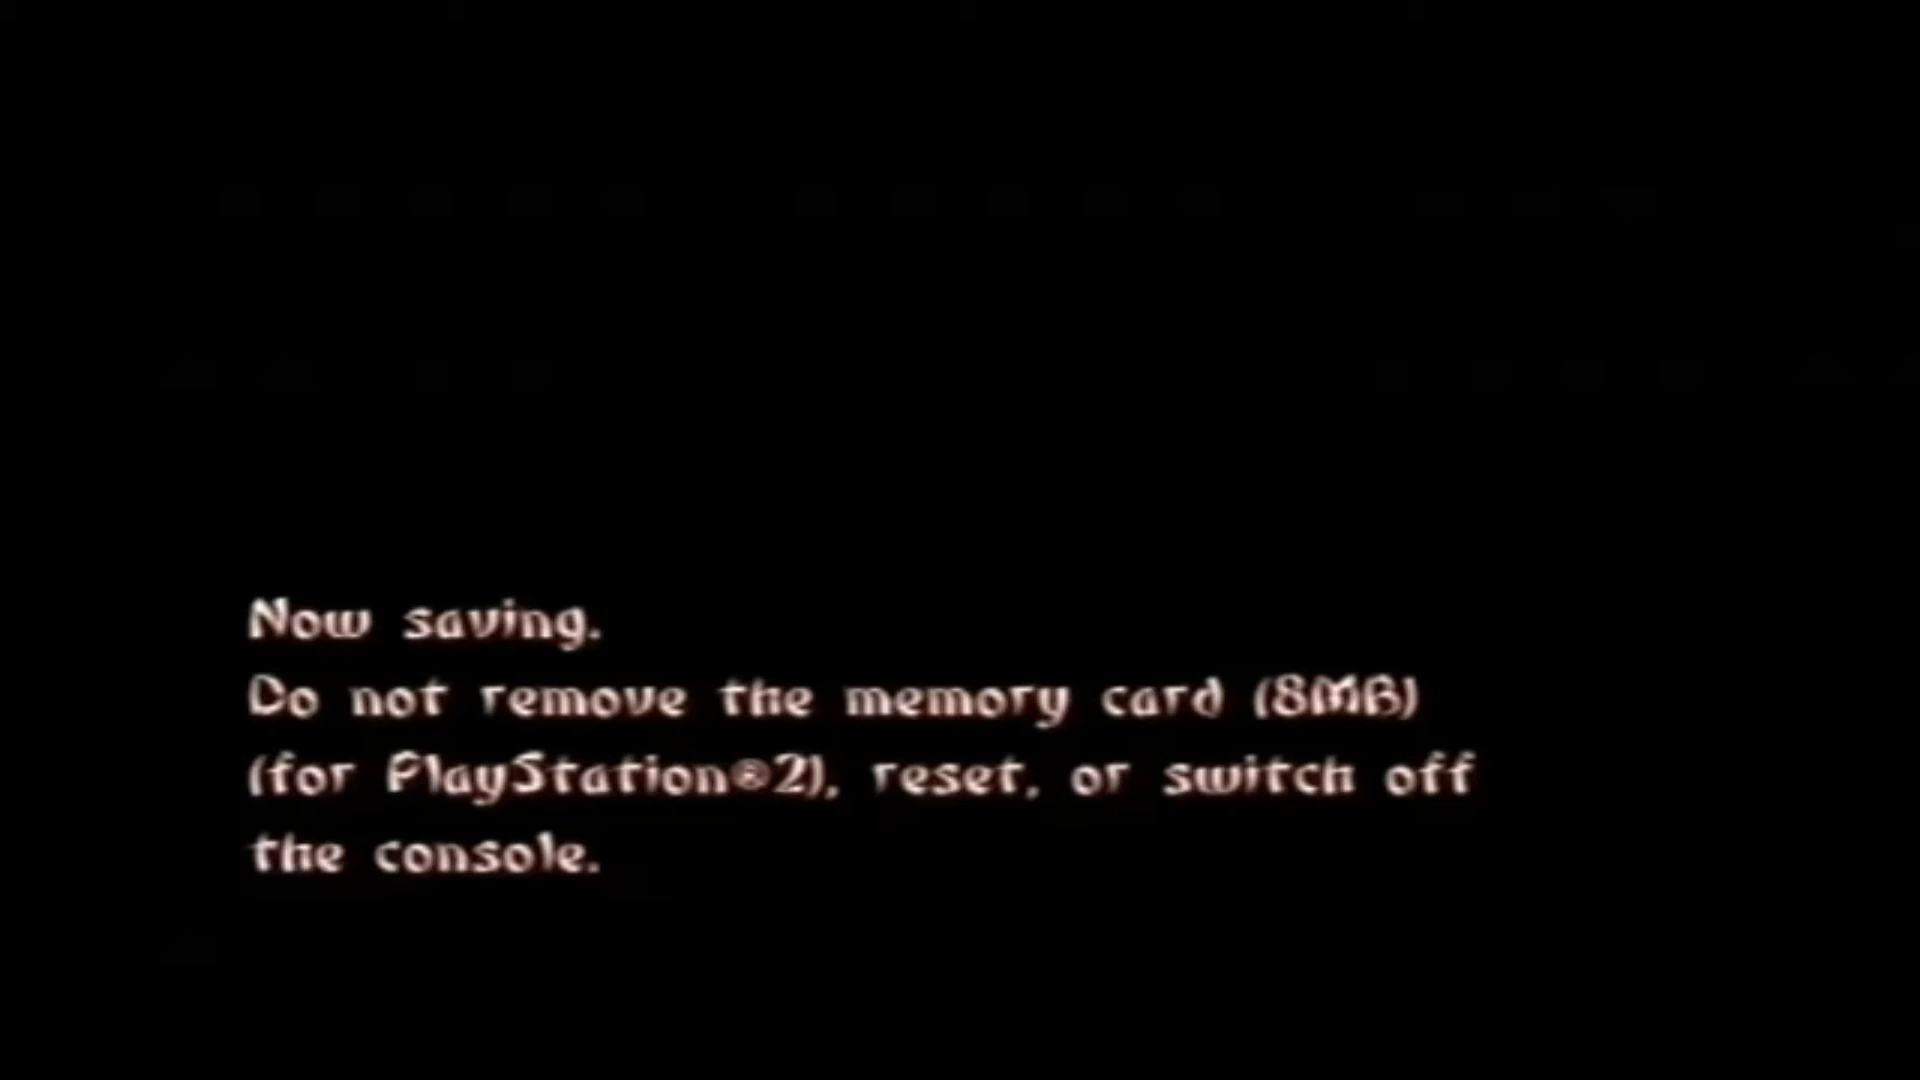 Now saving.
Do not remove the memory card (8MB)
(for PlayStation®2), reset, or switch off
the console.